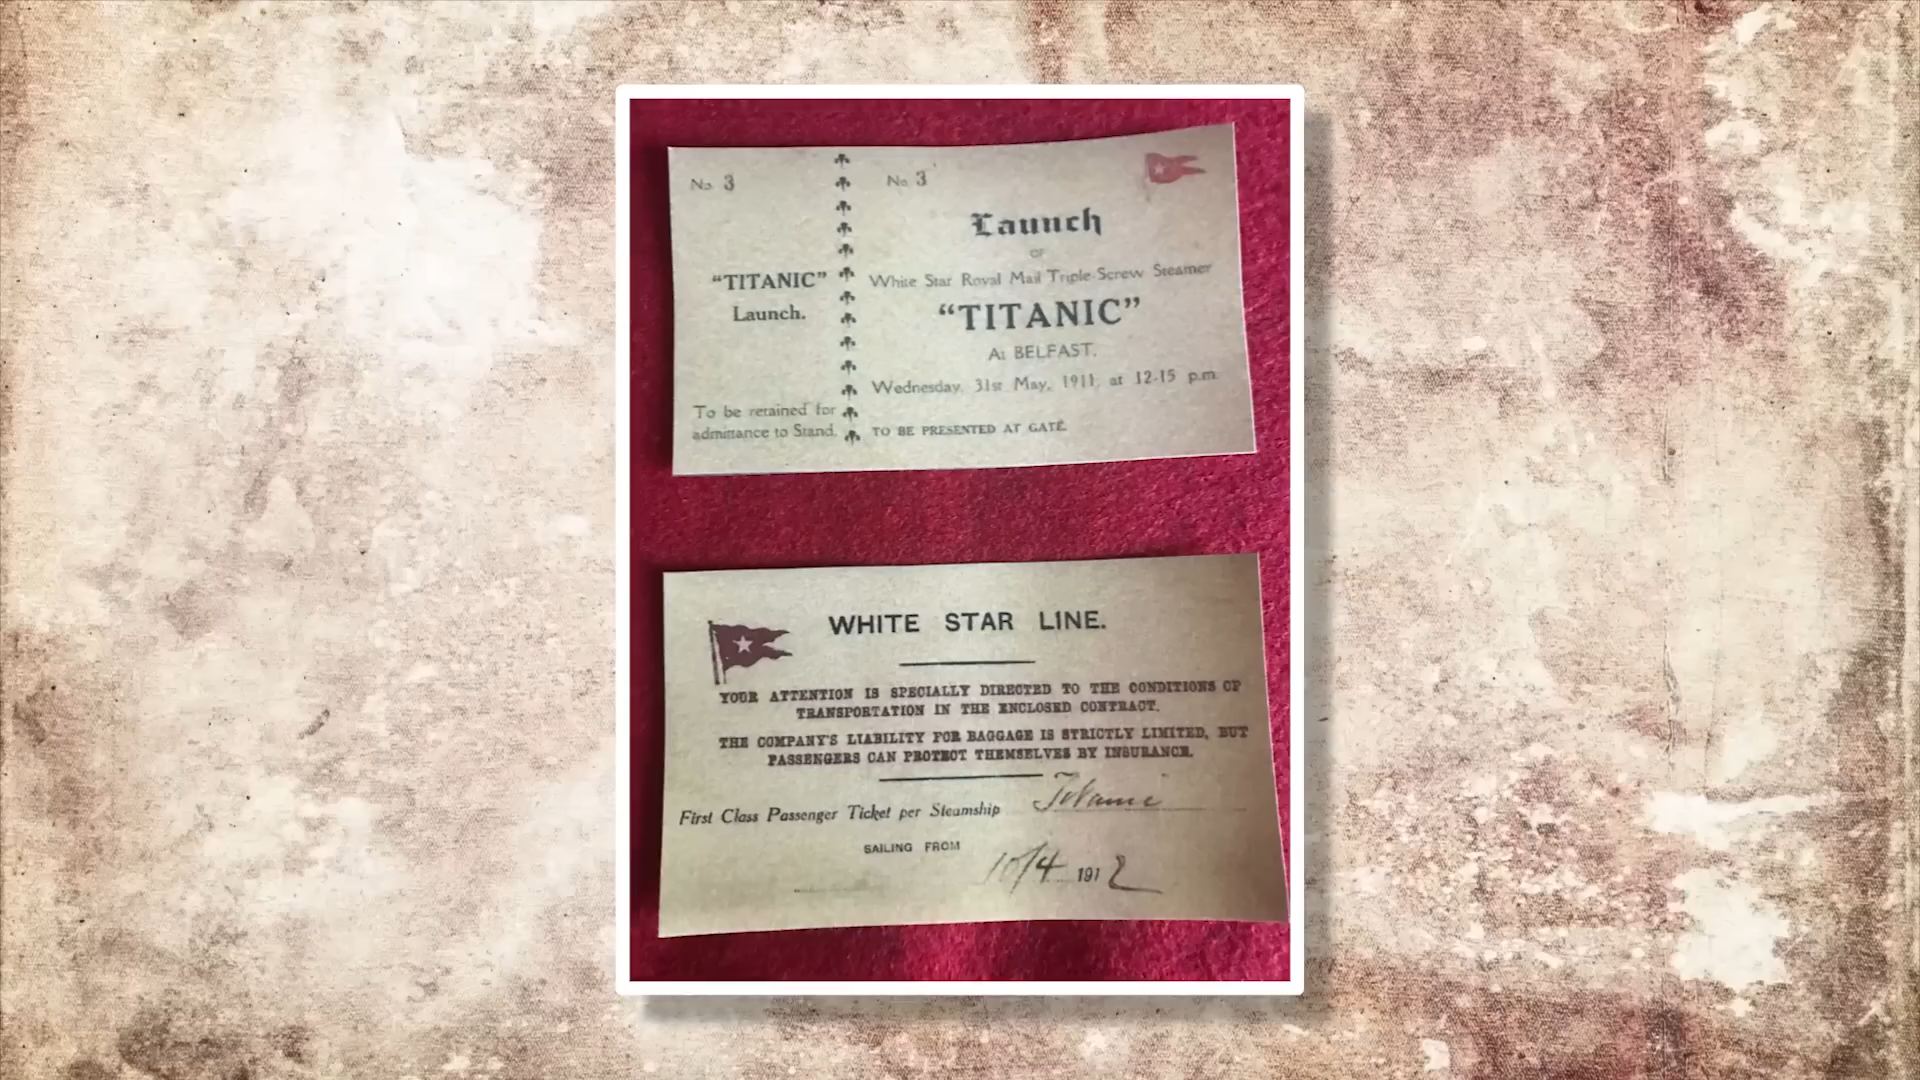 No. 3
"TITANIC"
Launch.
To be retained for
admittance to Stand.
No. 3
Launch
OF
White Star Royal Mail Triple-Screw Steamer
"TITANIC"
At BELFAST,
Wednesday, 31st May, 1911, at 12-15 p.m.
TO BE PRESENTED AT GATE.
WHITE STAR LINE.
YOUR ATTENTION IS SPECIALLY DIRECTED TO THE CONDITIONS OF
TRANSPORTATION IN THE ENCLOSED CONTRACT.
THE COMPANY'S LIABILITY FOR BAGGAGE IS STRICTLY LIMITED, BUT
PASSENGERS CAN PROTECT THEMSELVES BY INSURANCE.
First Class Passenger Ticket per Steamship Titanic
SAILING FROM
10/4 1912